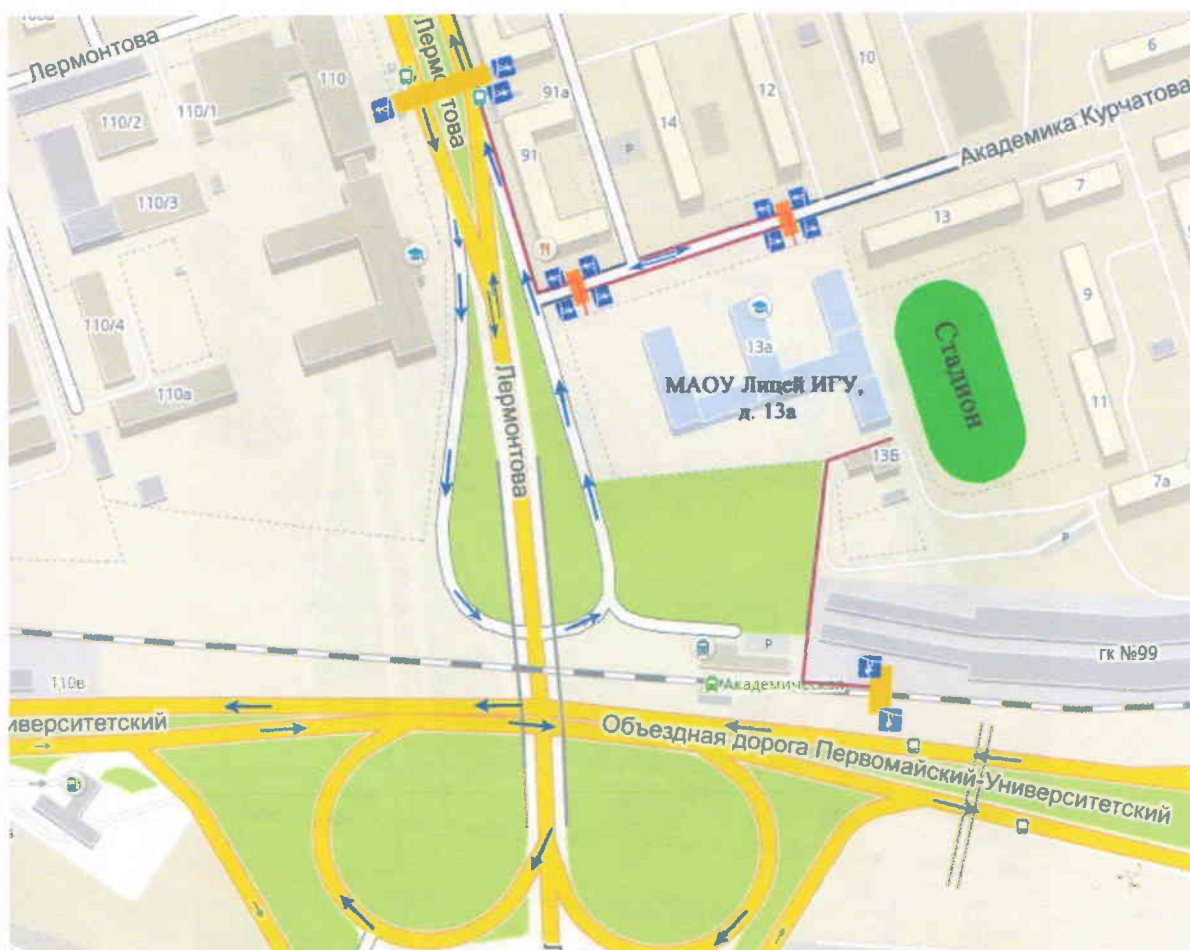 Лермонтова
Лермонтова
110
110/1
110/2
91а
12
10
6
14
Р
91
Академика Курчатова
110/3
7
13
9
110/4
13а
Стадион
МАОУ Лицей ИГУ,
д. 13а
110а
Лермонтова
11
13Б
7а
Р
Р
гк №99
110в
Академическая
иверситетский
Объездная дорога Первомайский-Университетский